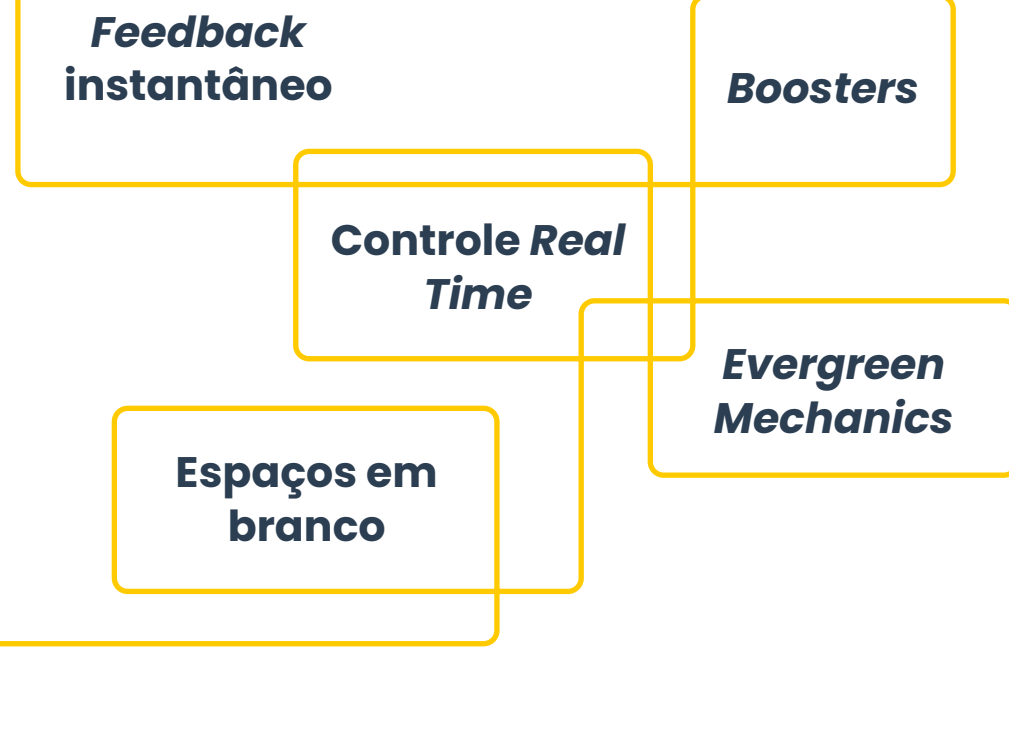 Feedback
instantâneo
Boosters
Controle Real
Time
Evergreen
Mechanics
Espaços em
branco